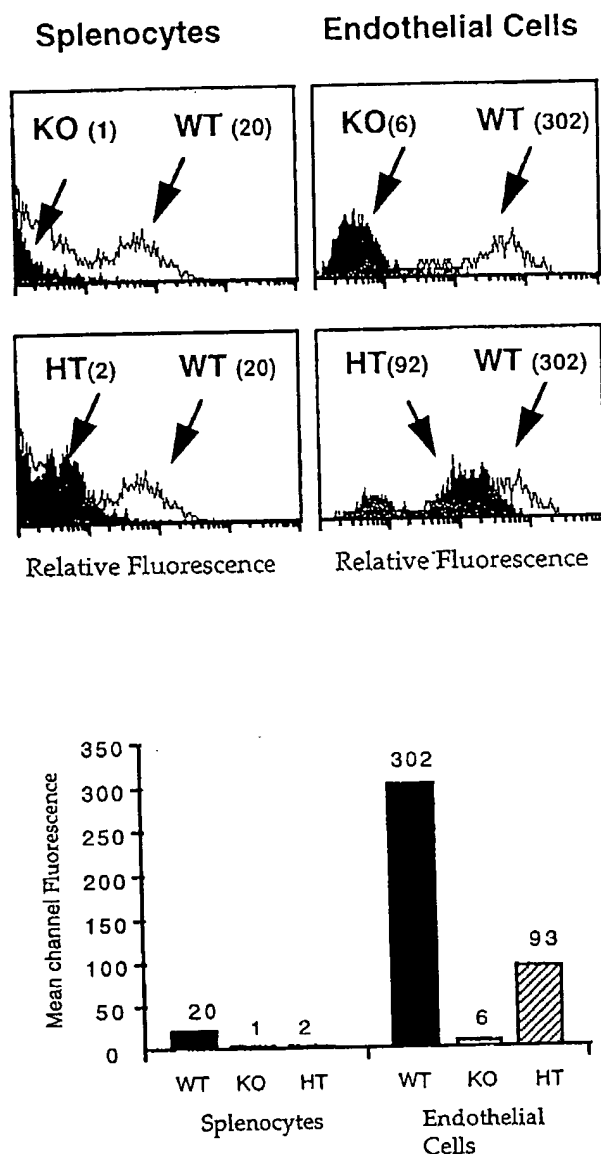 Splenocytes Endothelial Cells
KO (1) WT (20)
KO(6) WT (302)
HT(2) WT (20)
HT(92) WT (302)
Relative Fluorescence Relative Fluorescence
Mean channel Fluorescence
350
300
250
200
150
100
50
0
20 1 2 302 6 93
WT KO HT WT KO HT
Splenocytes Endothelial
Cells